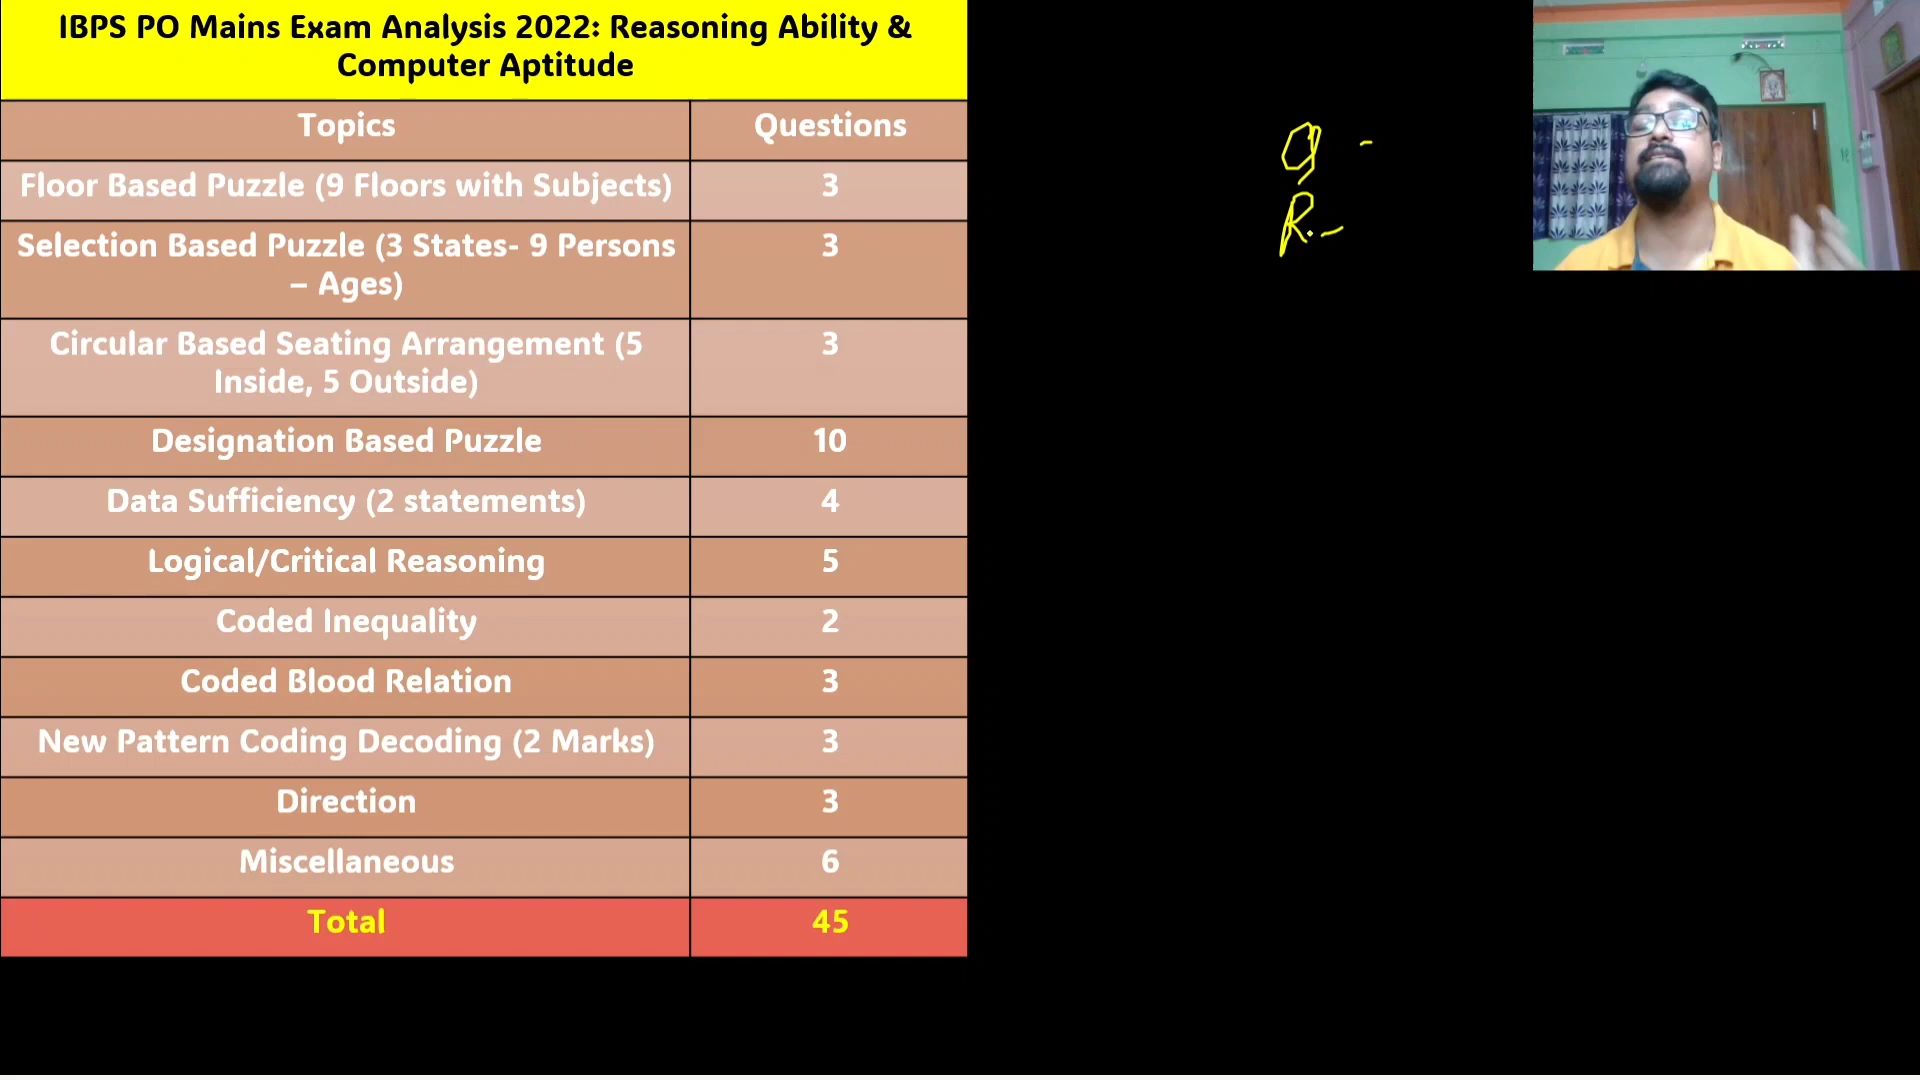 IBPS PO Mains Exam Analysis 2022: Reasoning Ability &
Computer Aptitude
Topics Questions
Floor Based Puzzle (9 Floors with Subjects) 3
Selection Based Puzzle (3 States- 9 Persons
– Ages) 3
Circular Based Seating Arrangement (5
Inside, 5 Outside) 3
Designation Based Puzzle 10
Data Sufficiency (2 statements) 4
Logical/Critical Reasoning 5
Coded Inequality 2
Coded Blood Relation 3
New Pattern Coding Decoding (2 Marks) 3
Direction 3
Miscellaneous 6
Total 45
R.-